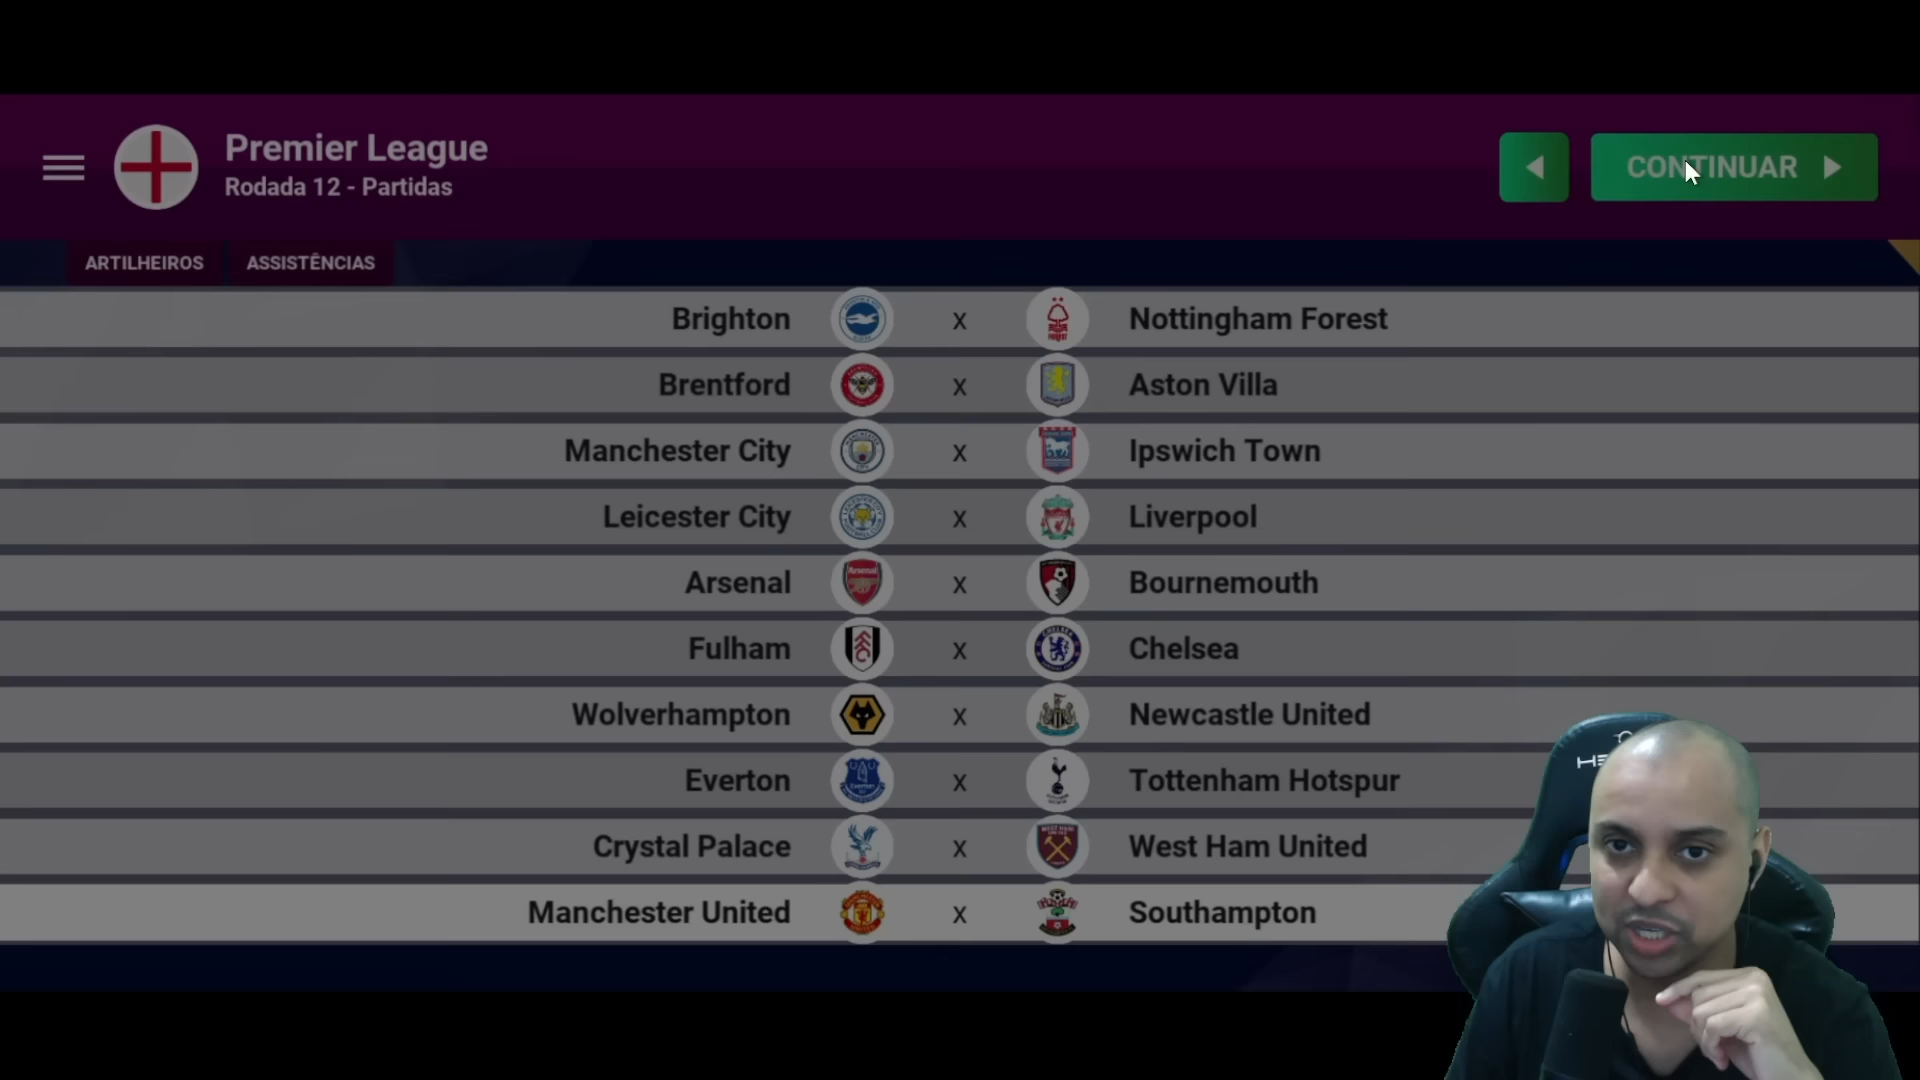 Premier League
Rodada 12 - Partidas
CONTINUAR
ARTILHEIROS ASSISTÊNCIAS
Brighton x Nottingham Forest
Brentford x Aston Villa
Manchester City x Ipswich Town
Leicester City x Liverpool
Arsenal x Bournemouth
Fulham x Chelsea
Wolverhampton x Newcastle United
Everton x Tottenham Hotspur
Crystal Palace x West Ham United
Manchester United x Southampton